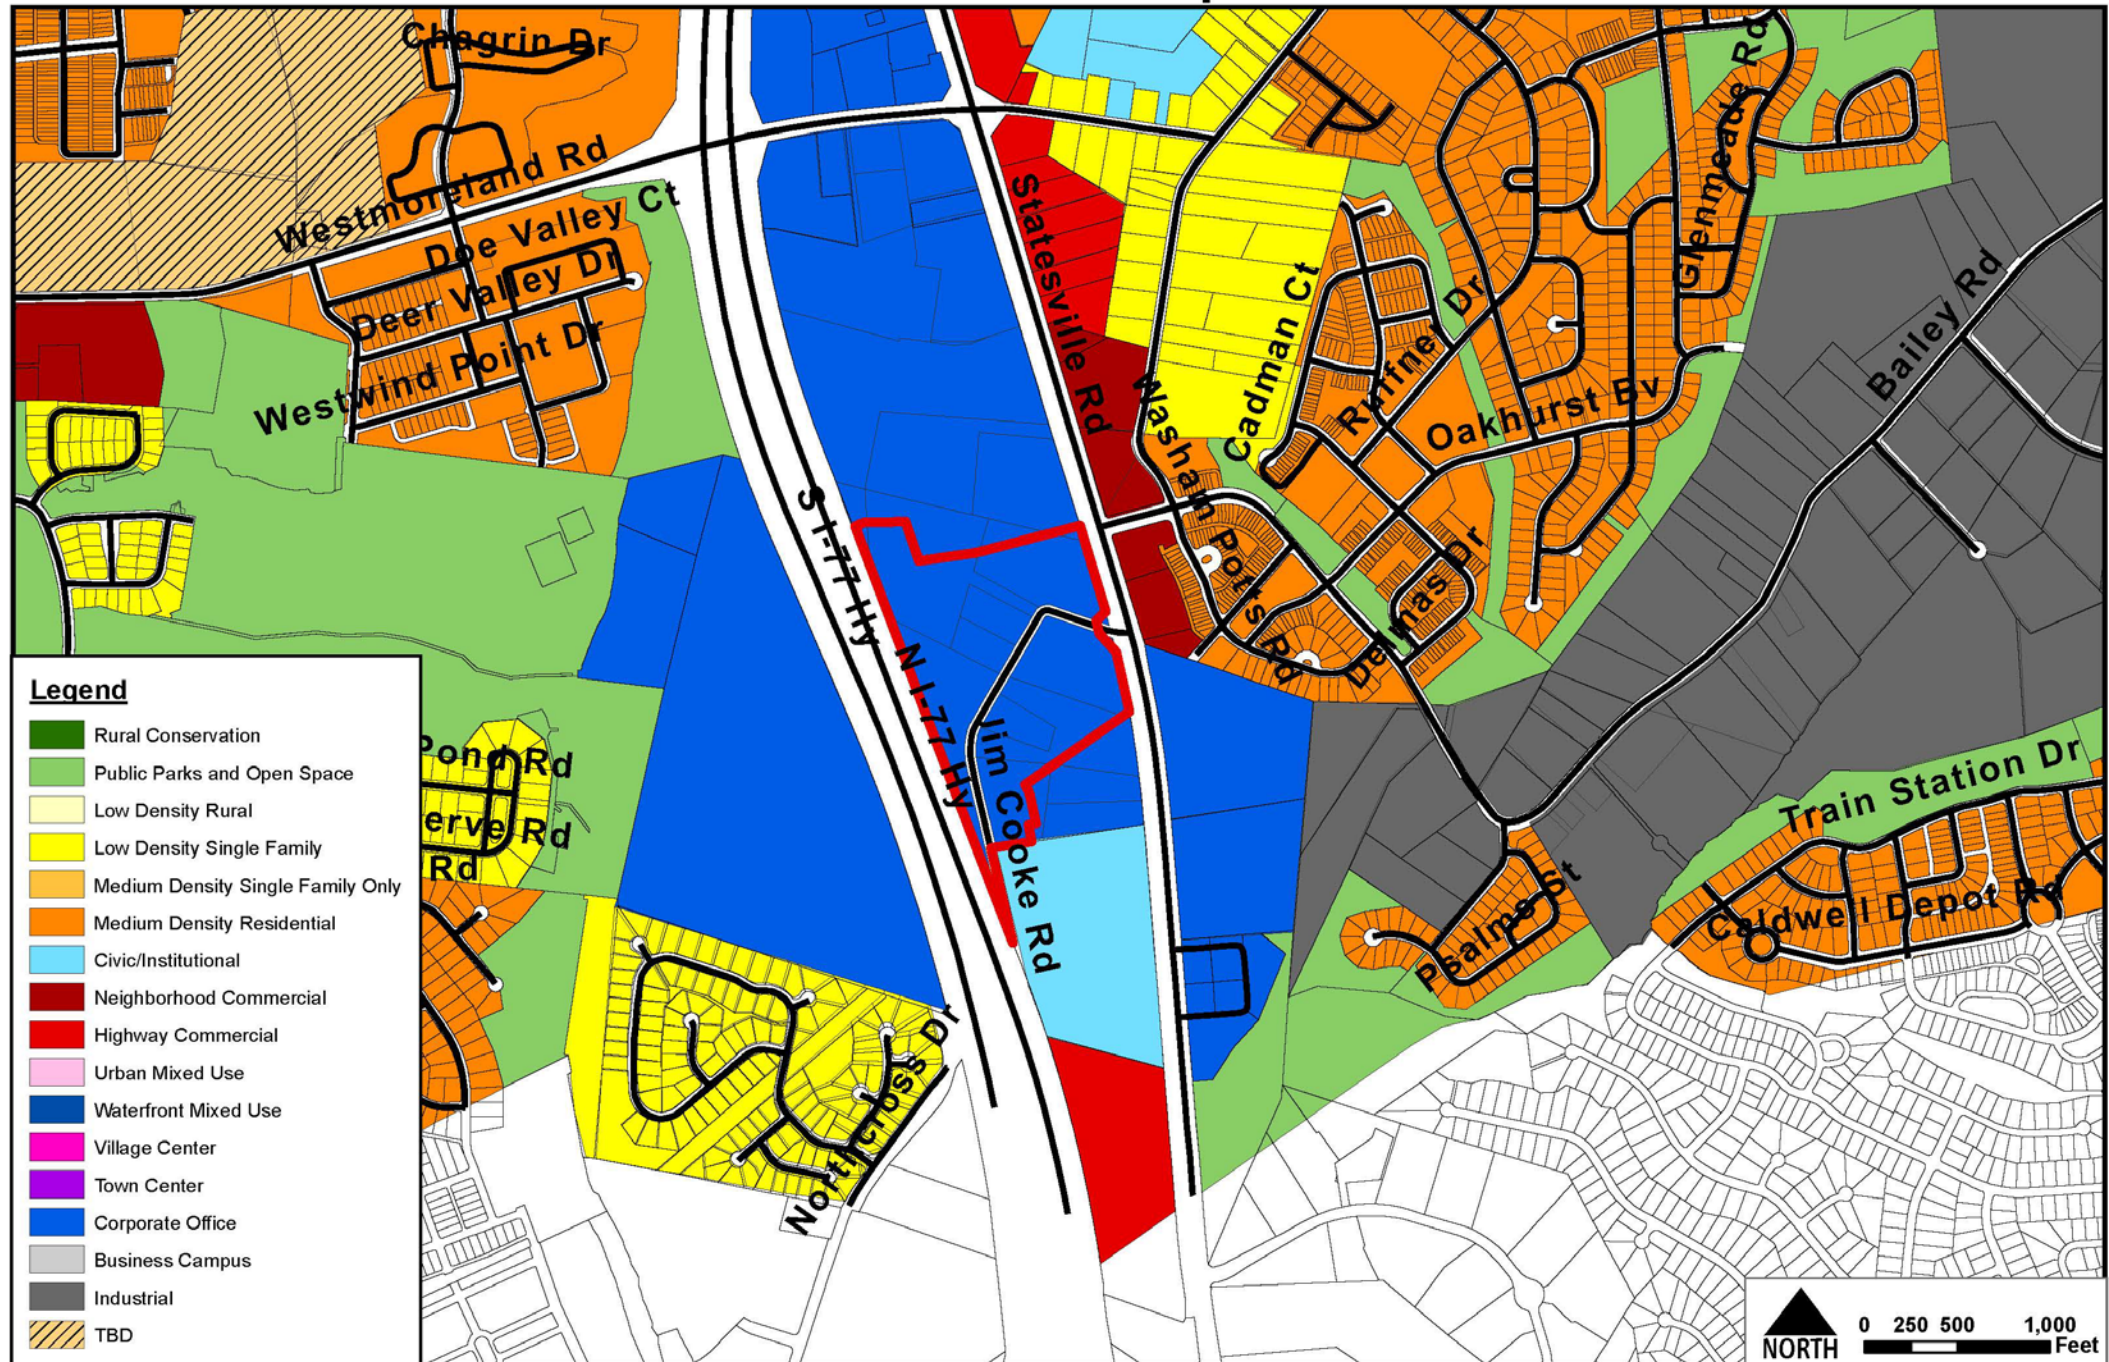 Chagrin Dr
Westmoreland Rd
Doe Valley Ct
Deer Valley Dr
Westwind Point Dr
Statesville Rd
Glenmeade Rd
Cadman Ct
Ruffner Dr
Oakhurst Bv
Bailey Rd
Washam Potts Rd
Delmas Dr
S I-77 Hy
N I-77 Hy
Jim Cooke Rd
Pond Rd
erve Rd
Rd
Train Station Dr
Caldwell Depot Rd
Psalms St
Northcross Dr
Legend
Rural Conservation
Public Parks and Open Space
Low Density Rural
Low Density Single Family
Medium Density Single Family Only
Medium Density Residential
Civic/Institutional
Neighborhood Commercial
Highway Commercial
Urban Mixed Use
Waterfront Mixed Use
Village Center
Town Center
Corporate Office
Business Campus
Industrial
TBD
NORTH
0 250 500 1,000
Feet